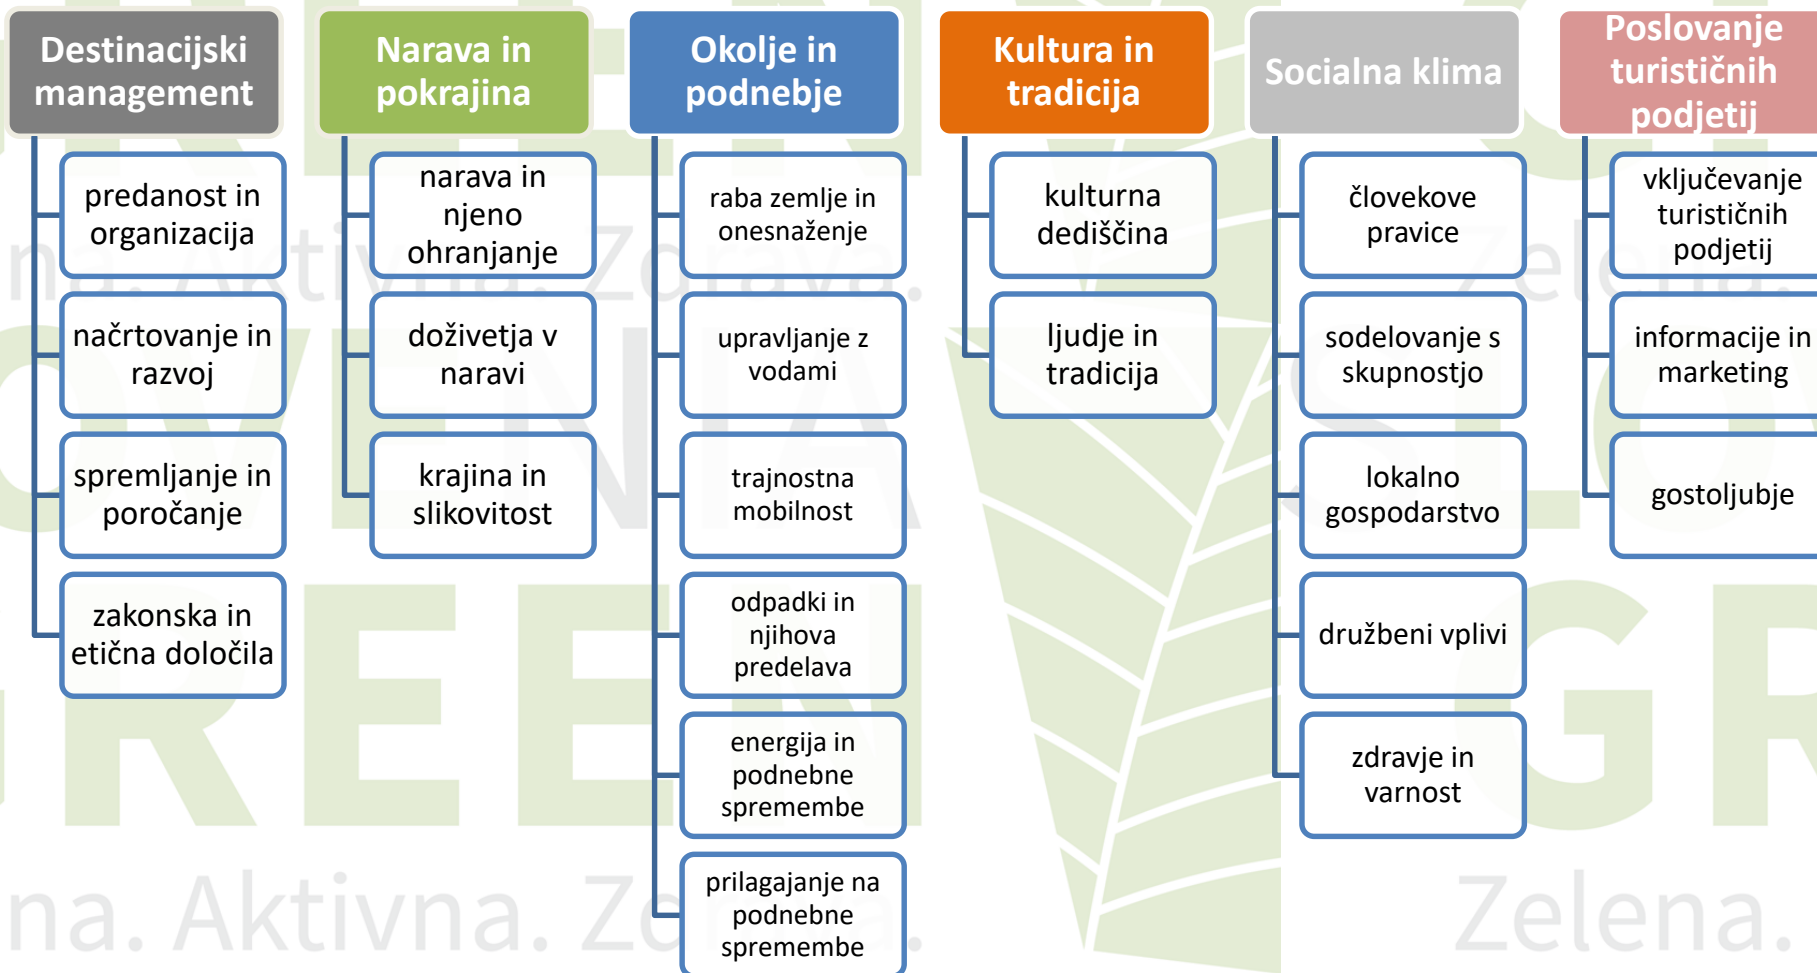 Destinacijski
management
predanost in
organizacija
načrtovanje in
razvoj
spremljanje in
poročanje
zakonska in
etična določila
Narava in
pokrajina
narava in
njeno
ohranjanje
doživetja v
naravi
krajina in
slikovitost
Okolje in
podnebje
raba zemlje in
onesnaženje
upravljanje z
vodami
trajnostna
mobilnost
odpadki in
njihova
predelava
energija in
podnebne
spremembe
prilagajanje na
podnebne
spremembe
Kultura in
tradicija
kulturna
dediščina
ljudje in
tradicija
Socialna klima
človekove
pravice
sodelovanje s
skupnostjo
lokalno
gospodarstvo
družbeni vplivi
zdravje in
varnost
Poslovanje
turističnih
podjetij
vključevanje
turističnih
podjetij
informacije in
marketing
gostoljubje
na. Aktivna. Zdrava.
Zelena.
GREEN
na. Aktivna.
Zelena.